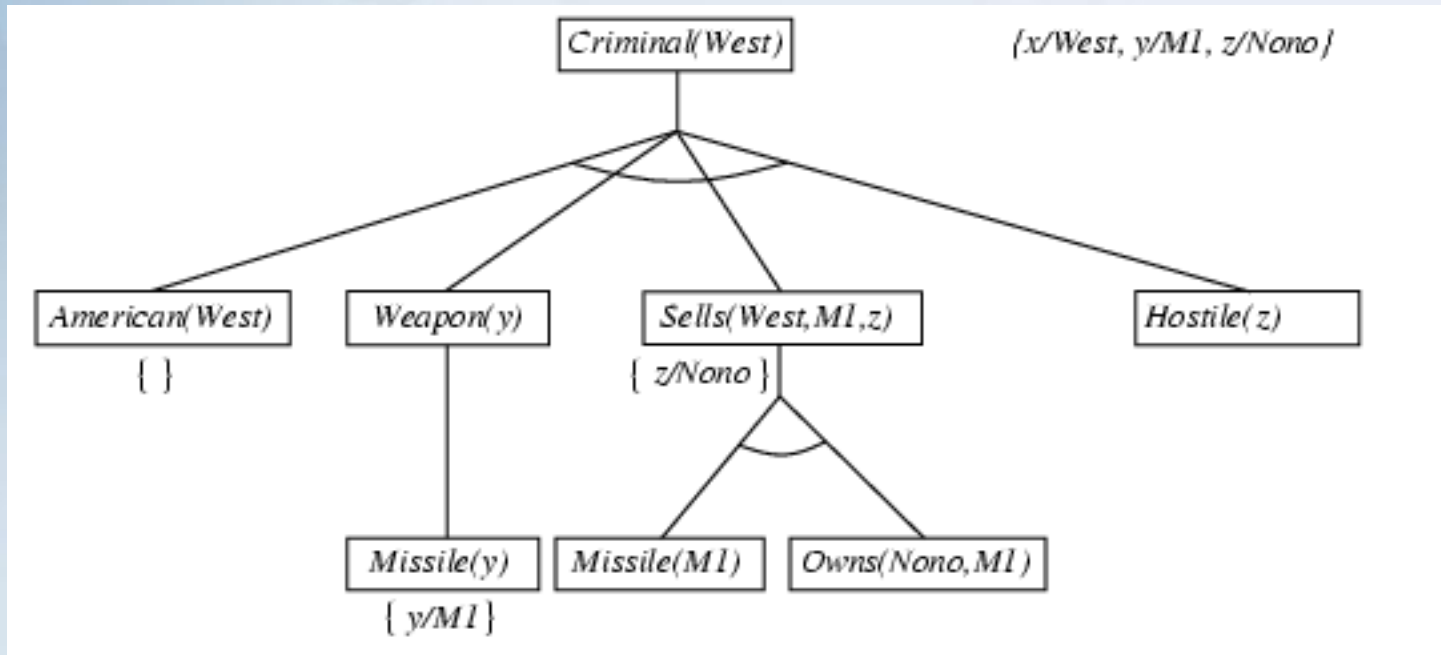 Criminal(West)
{x/West, y/M1, z/Nono}
American(West)
Weapon(y)
Sells(West,M1,z)
Hostile(z)
{ }
{ z/Nono }
Missile(y)
Missile(M1)
Owns(Nono,M1)
{ y/M1 }